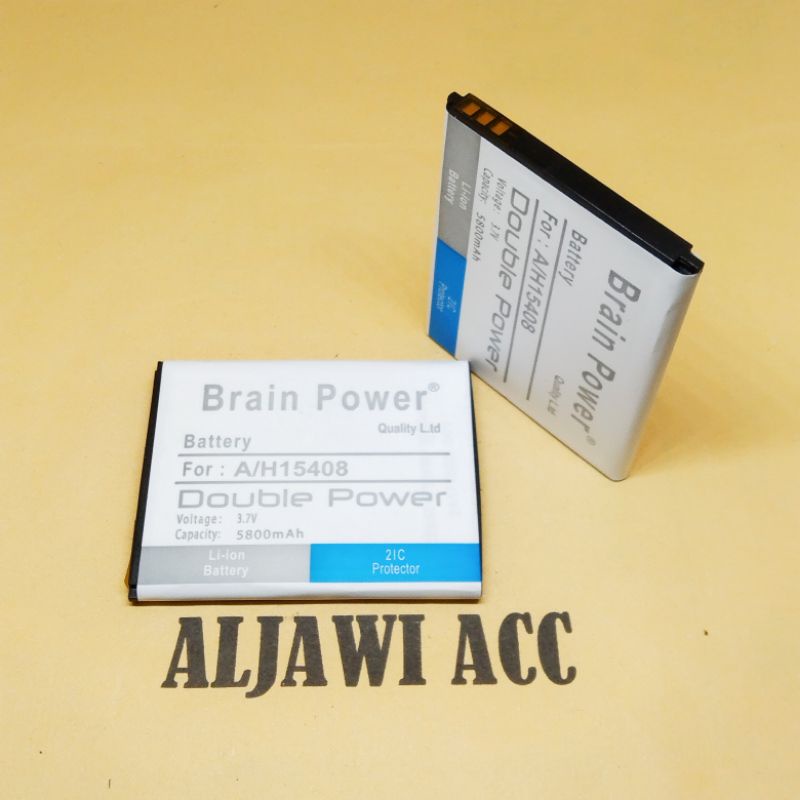 Brain Power®
Quality L.td
Battery
For : A/H15408
Double Power
Voltage: 3.7V
Capacity: 5800mAh
Li-Ion
Battery
2IC
Protector
Brain Power®
Quality L.td
Battery
For : A/H15408
Double Power
Voltage: 3.7V
Capacity: 5800mAh
Li-Ion
Battery
2IC
Protector
ALJAWI ACC